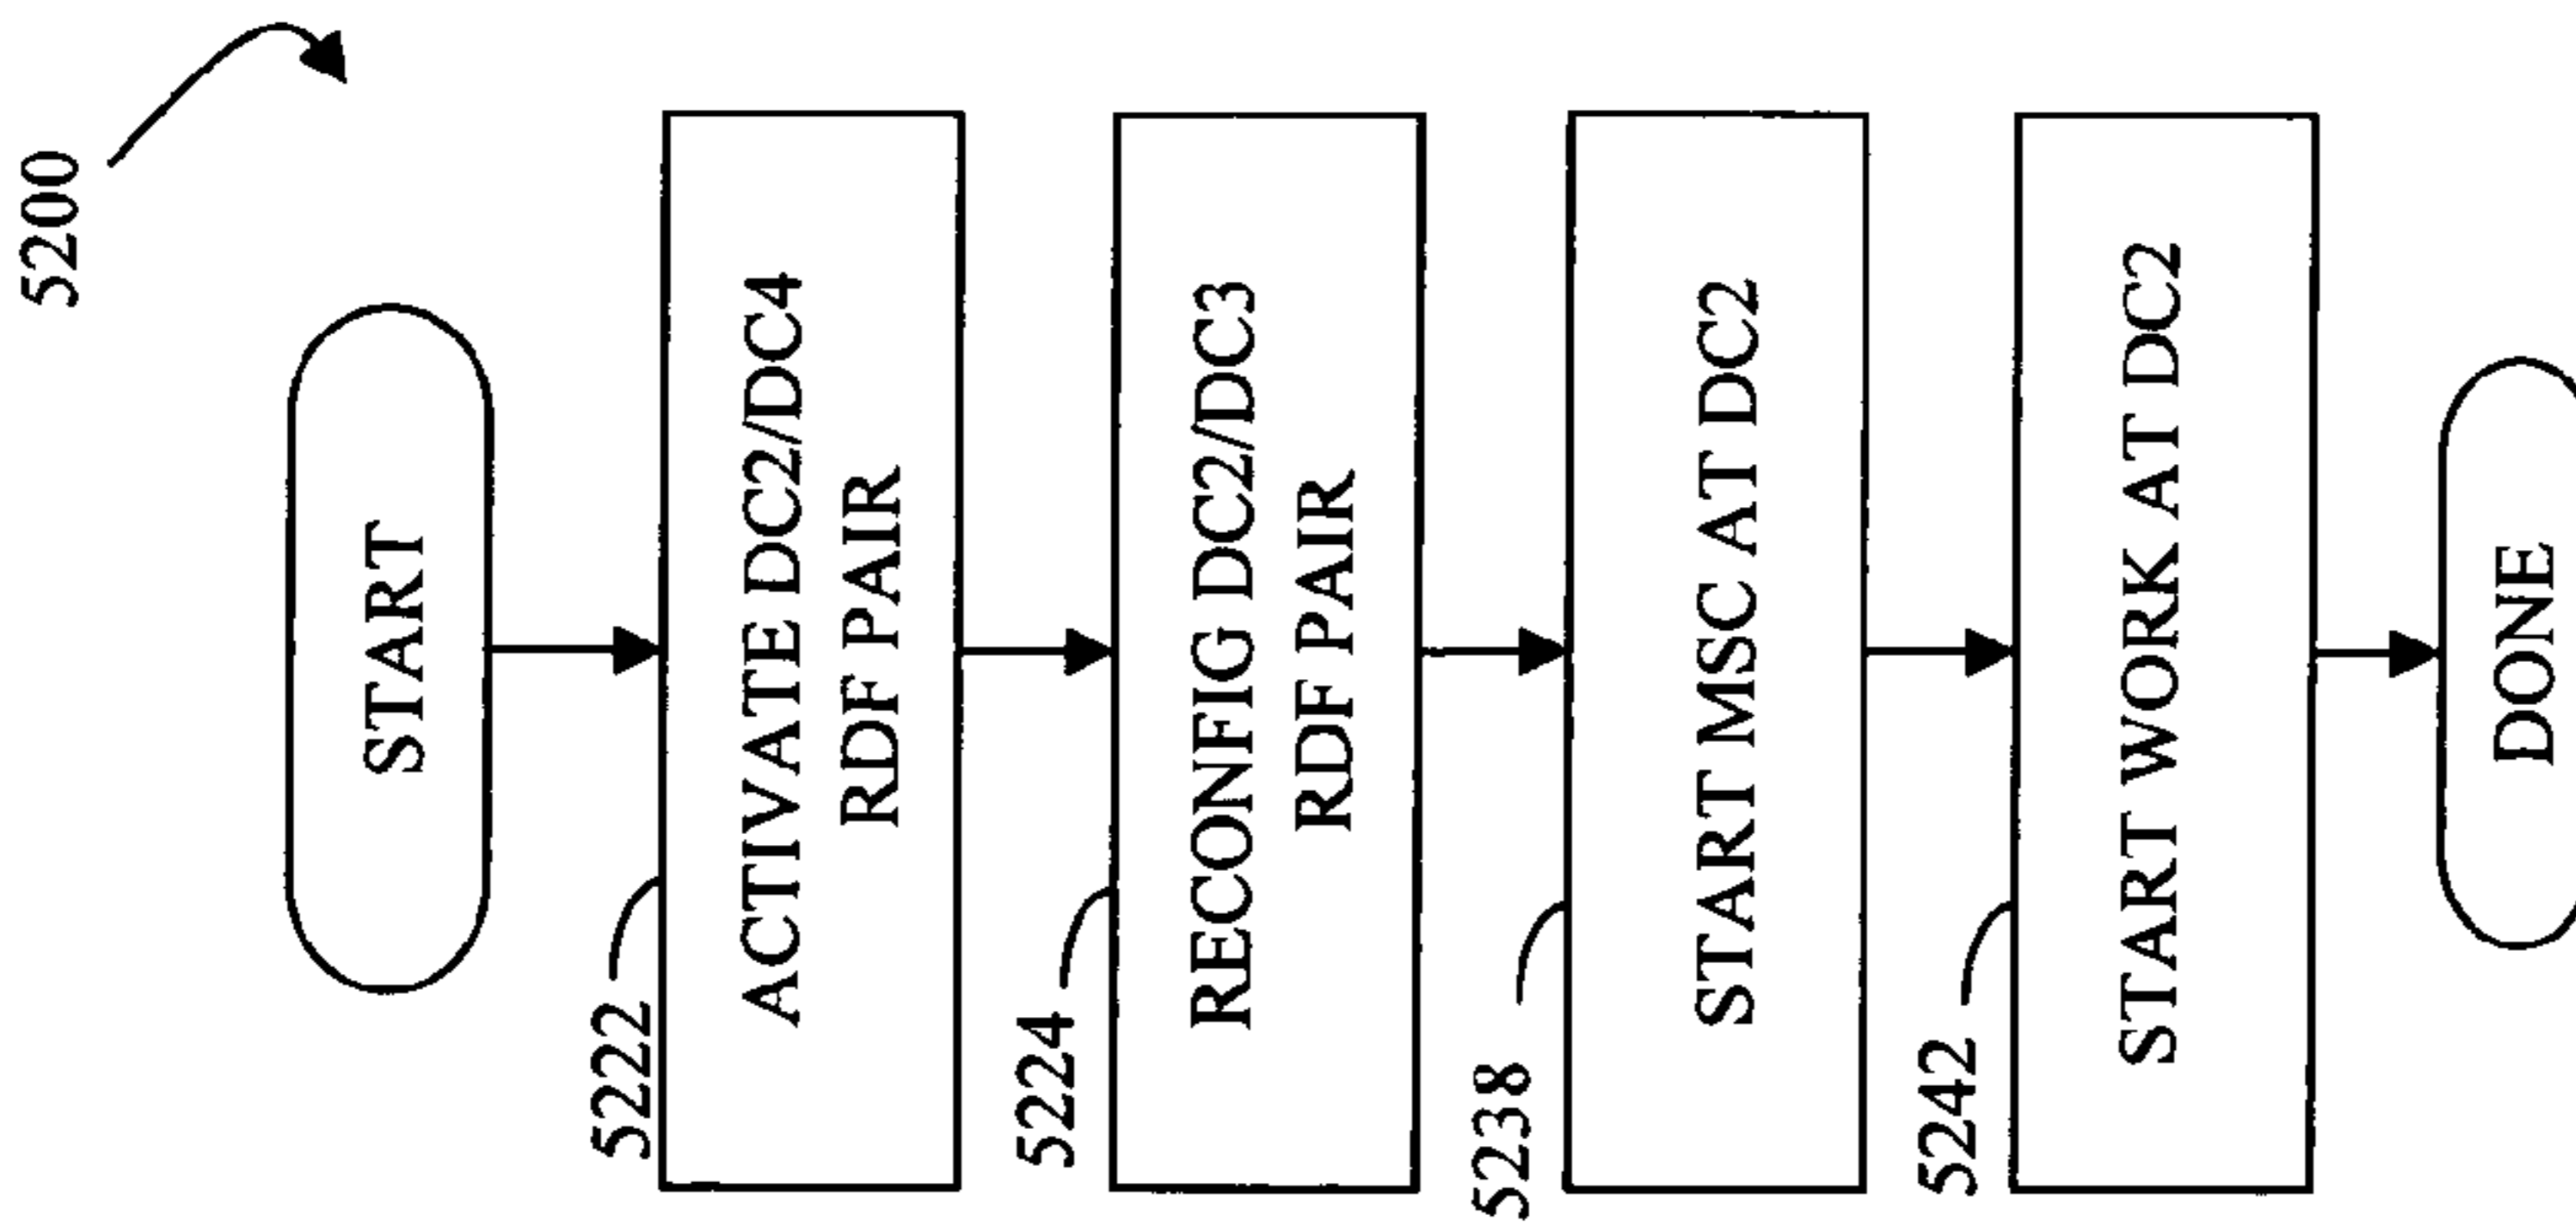 5200
START
5222
ACTIVATE DC2/DC4
RDF PAIR
5224
RECONFIG DC2/DC3
RDF PAIR
5238
START MSC AT DC2
5242
START WORK AT DC2
DONE